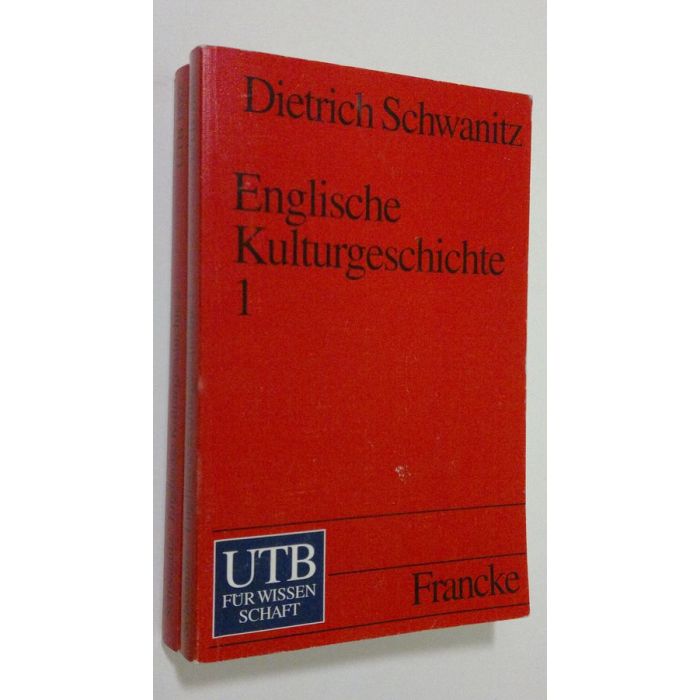 Dietrich Schwanitz
Englische
Kulturgeschichte
1
UTB
FÜR WISSEN
SCHAFT
Francke